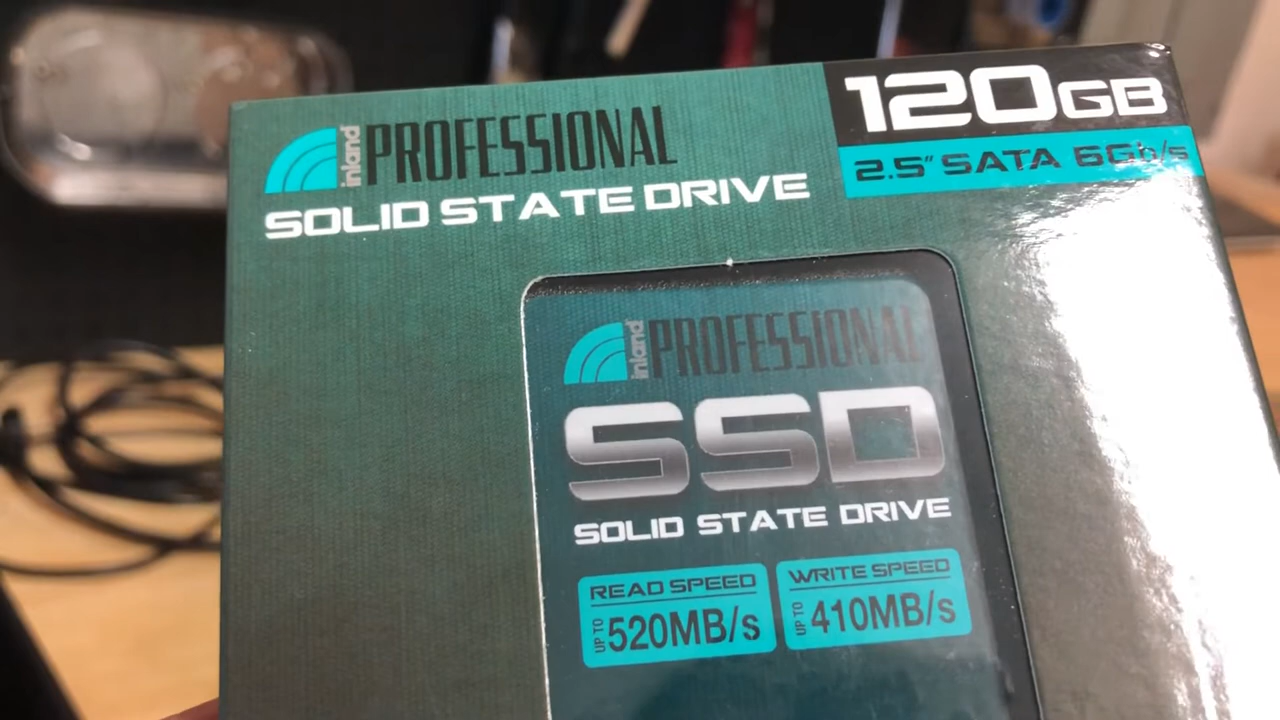 inland PROFESSIONAL
SOLID STATE DRIVE
120GB
2.5" SATA 6Gb/s
inland PROFESSIONAL
SSD
SOLID STATE DRIVE
READ SPEED
UP TO 520MB/s
WRITE SPEED
UP TO 410MB/s